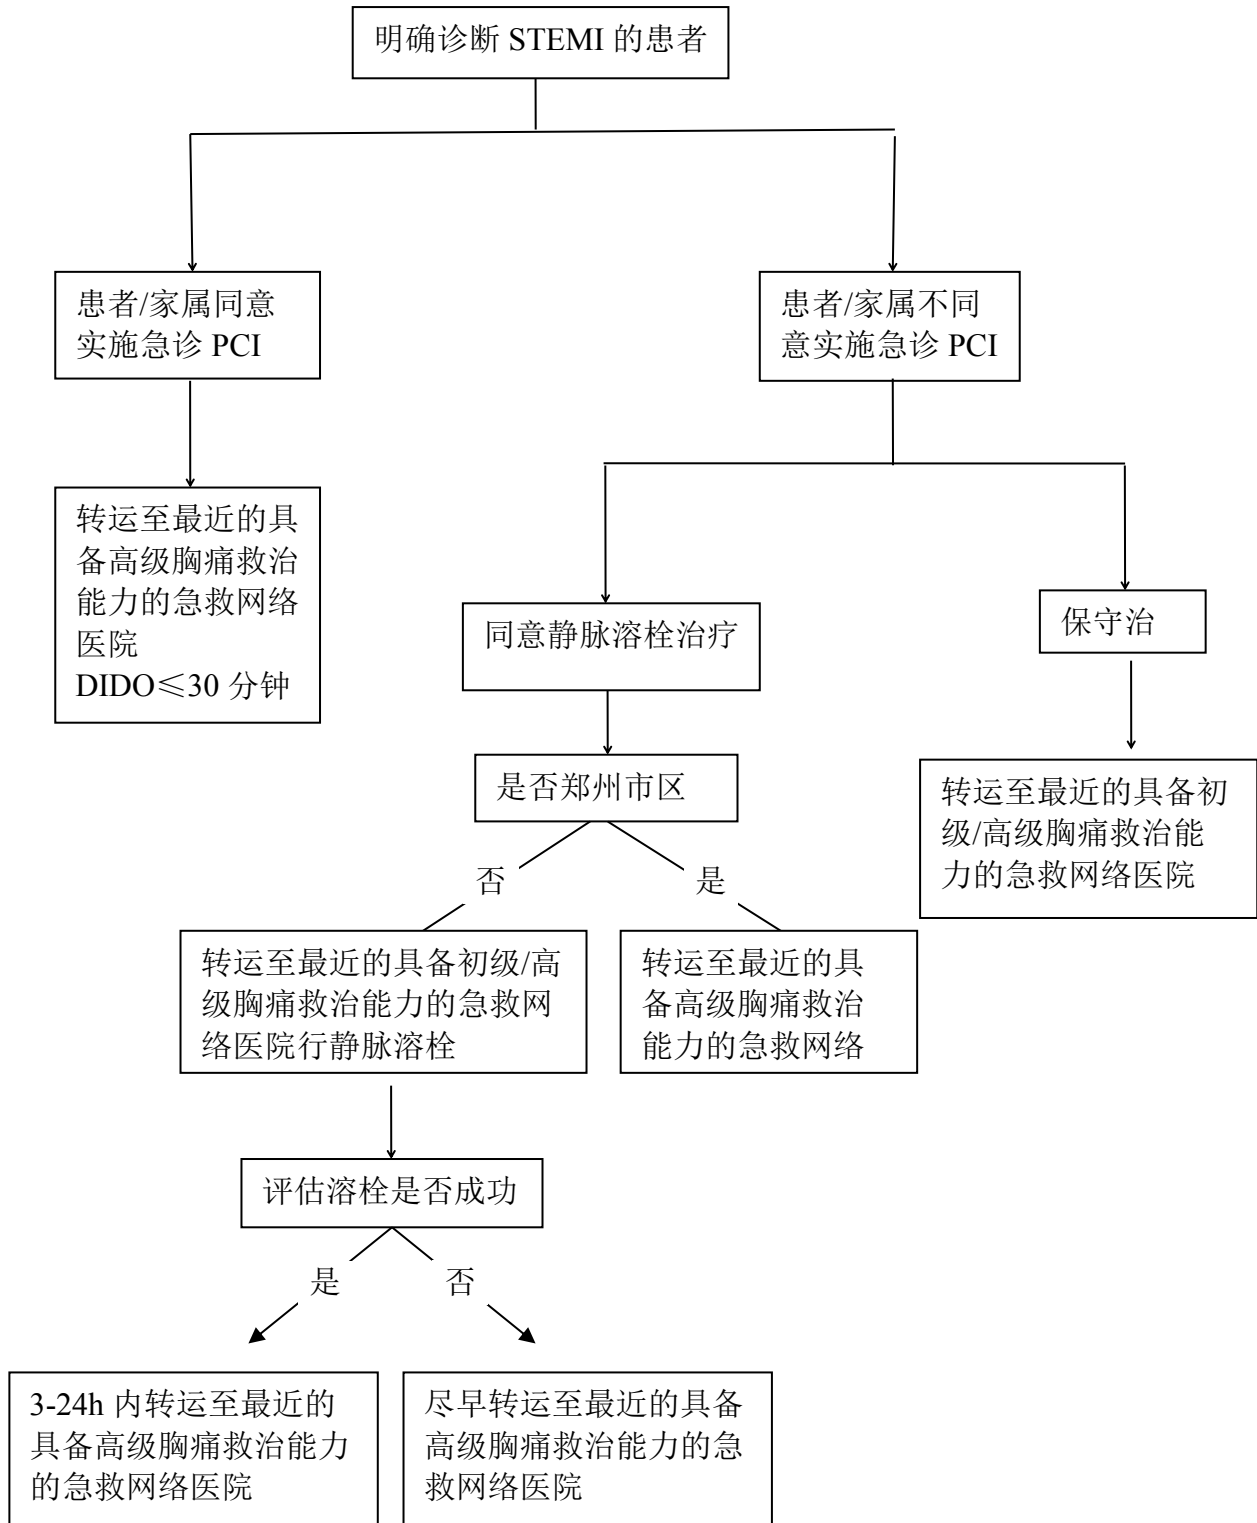 明确诊断 STEMI 的患者
患者/家属同意
实施急诊 PCI
患者/家属不同
意实施急诊 PCI
转运至最近的具
备高级胸痛救治
能力的急救网络
医院
DIDO≤30 分钟
同意静脉溶栓治疗
保守治
是否郑州市区
转运至最近的具备初
级/高级胸痛救治能
力的急救网络医院
否
是
转运至最近的具备初级/高
级胸痛救治能力的急救网
络医院行静脉溶栓
转运至最近的具
备高级胸痛救治
能力的急救网络
评估溶栓是否成功
是
否
3-24h 内转运至最近的
具备高级胸痛救治能力
的急救网络医院
尽早转运至最近的具备
高级胸痛救治能力的急
救网络医院